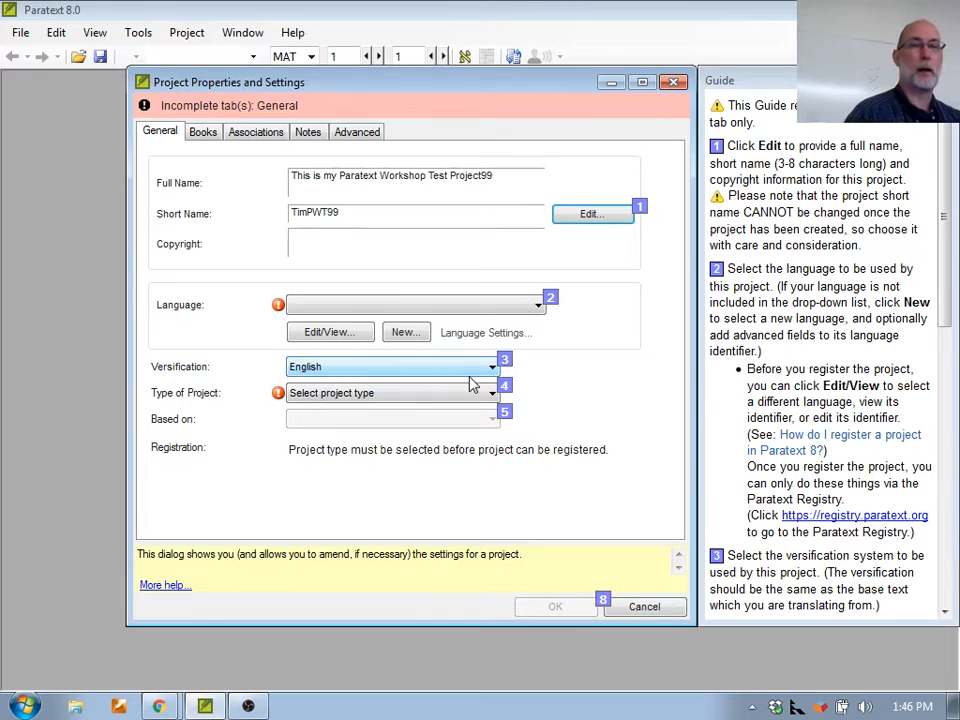 Paratext 8.0
File Edit View Tools Project Window Help
MAT 1 1
Project Properties and Settings
Incomplete tab(s): General
General Books Associations Notes Advanced
Full Name: This is my Paratext Workshop Test Project99
Short Name: TimPWT99 Edit... 1
Copyright:
Language: 2
Edit/View... New... Language Settings...
Versification: English 3
Type of Project: Select project type 4
Based on: 5
Registration: Project type must be selected before project can be registered.
This dialog shows you (and allows you to amend, if necessary) the settings for a project.
More help...
OK 8 Cancel
Guide
This Guide
tab only.
1 Click Edit to provide a full name,
short name (3-8 characters long) and
copyright information for this project.
Please note that the project short
name CANNOT be changed once the
project has been created, so choose it
with care and consideration.
2 Select the language to be used by
this project. (If your language is not
included in the drop-down list, click New
to select a new language, and optionally
add advanced fields to its language
identifier.)
Before you register the project,
you can click Edit/View to select
a different language, view its
identifier, or edit its identifier.
(See: How do I register a project
in Paratext 8?)
Once you register the project, you
can only do these things via the
Paratext Registry.
(Click https://registry.paratext.org
to go to the Paratext Registry.)
3 Select the versification system to be
used by this project. (The versification
should be the same as the base text
which you are translating from.)
1:46 PM